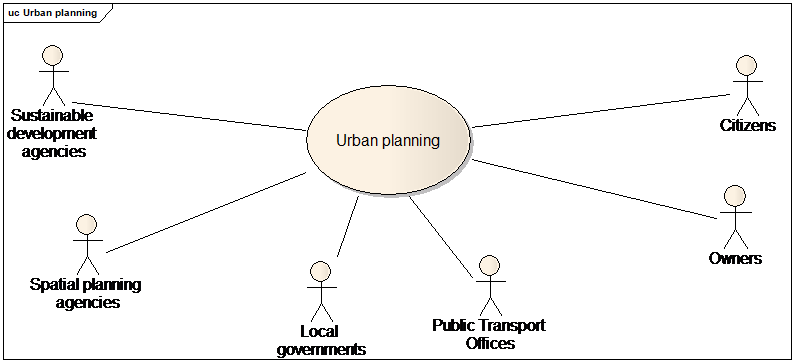 uc Urban planning
Sustainable
development
agencies
Urban planning
Citizens
Spatial planning
agencies
Owners
Local
governments
Public Transport
Offices